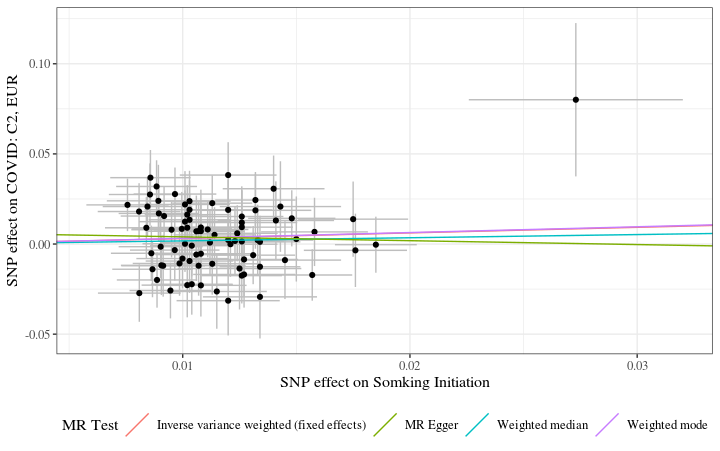 SNP effect on COVID: C2, EUR
0.10
0.05
0.00
-0.05
0.01
0.02
0.03
SNP effect on Somking Initiation
MR Test
Inverse variance weighted (fixed effects)
MR Egger
Weighted median
Weighted mode